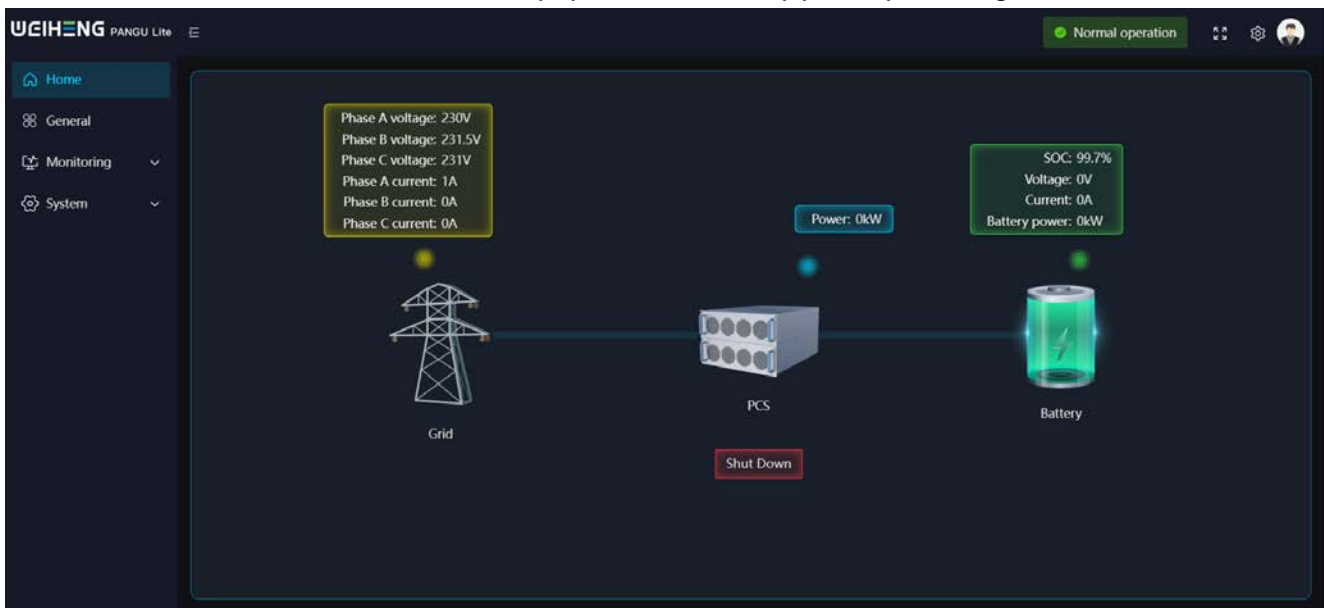 WEIHENG PANGU Lite
Normal operation
Home
General
Monitoring
System
Phase A voltage: 230V
Phase B voltage: 231.5V
Phase C voltage: 231V
Phase A current: 1A
Phase B current: 0A
Phase C current: 0A
Power: 0kW
SOC: 99.7%
Voltage: 0V
Current: 0A
Battery power: 0kW
Grid
PCS
Battery
Shut Down